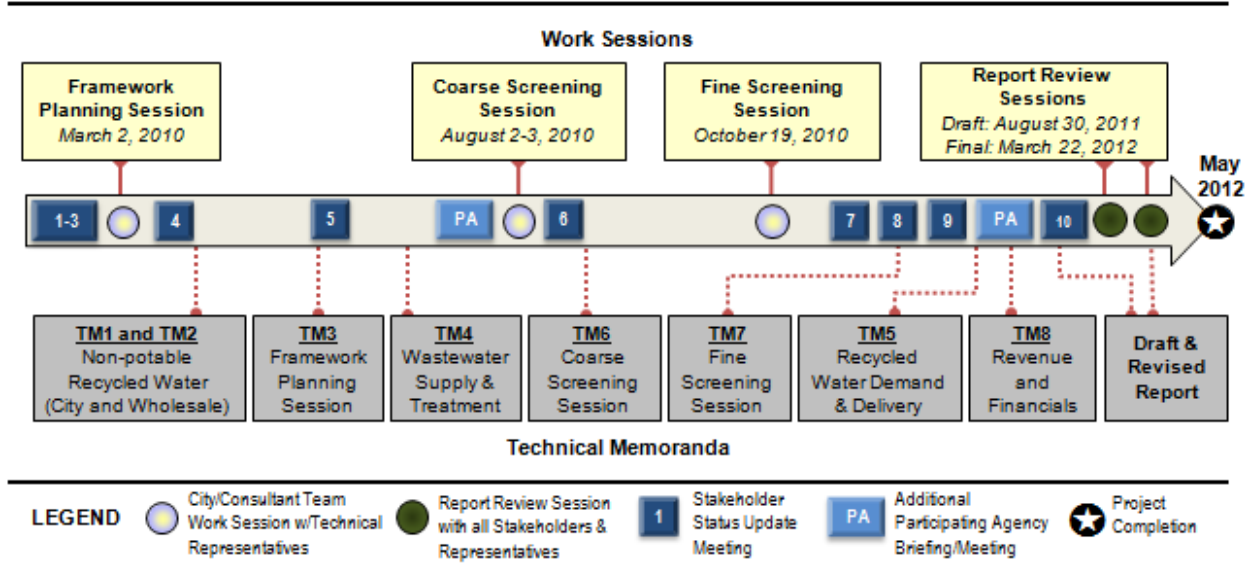 Work Sessions
Framework
Planning Session
March 2, 2010
Coarse Screening
Session
August 2-3, 2010
Fine Screening
Session
October 19, 2010
Report Review
Sessions
Draft: August 30, 2011
Final: March 22, 2012
May
2012
1-3
4
5
PA
6
7
8
9
PA
10
TM1 and TM2
Non-potable
Recycled Water
(City and Wholesale)
TM3
Framework
Planning
Session
TM4
Wastewater
Supply &
Treatment
TM6
Coarse
Screening
Session
TM7
Fine
Screening
Session
TM5
Recycled
Water Demand
& Delivery
TM8
Revenue
and
Financials
Draft &
Revised
Report
Technical Memoranda
LEGEND
City/Consultant Team
Work Session w/Technical
Representatives
Report Review Session
with all Stakeholders &
Representatives
1
Stakeholder
Status Update
Meeting
PA
Additional
Participating Agency
Briefing/Meeting
Project
Completion